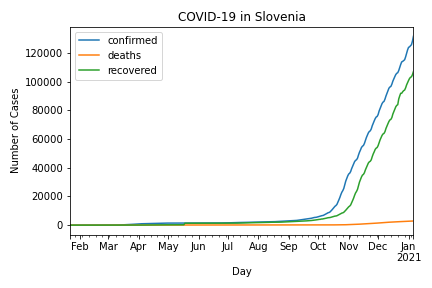 COVID-19 in Slovenia
confirmed
deaths
recovered
Number of Cases
120000
100000
80000
60000
40000
20000
0
Feb Mar Apr May Jun Jul Aug Sep Oct Nov Dec Jan
2021
Day